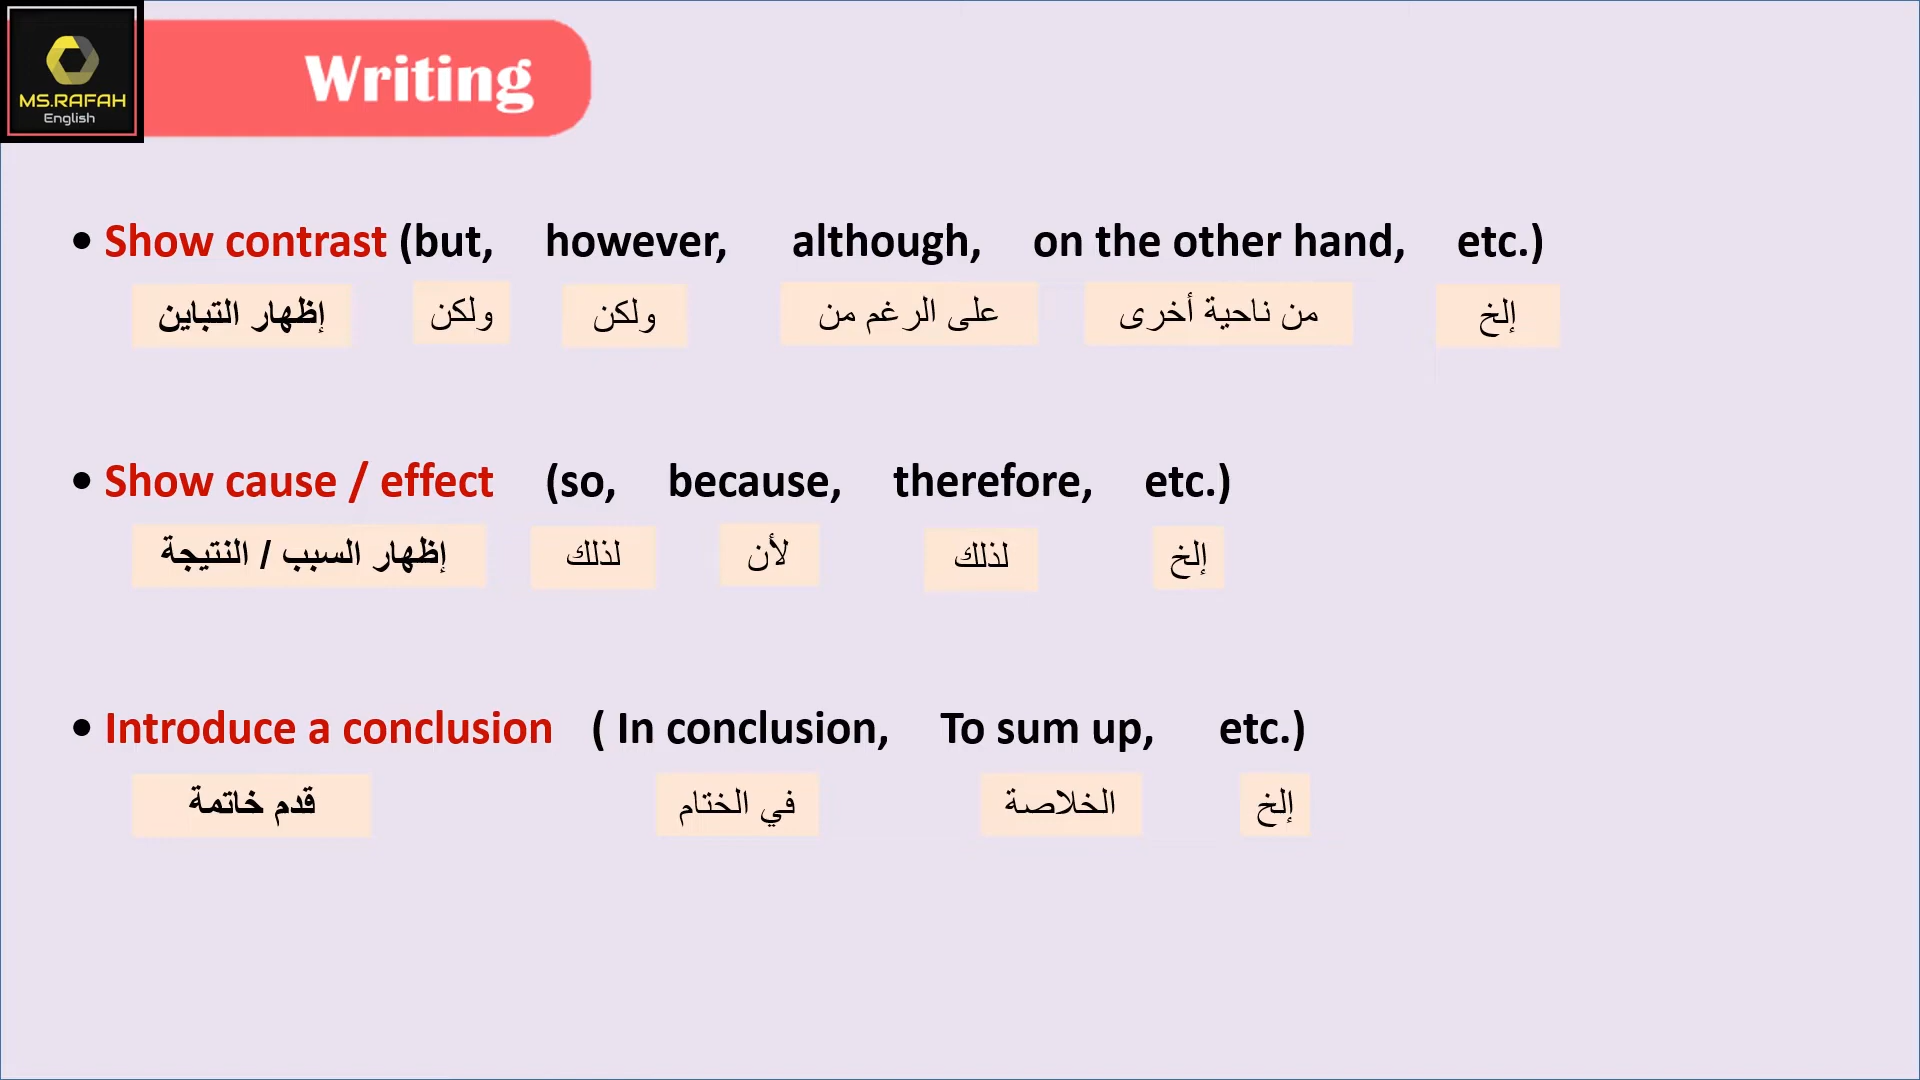 MS.RAFAH
English
Writing
• Show contrast (but, however, although, on the other hand, etc.)
إظهار التباين ولكن ولكن على الرغم من من ناحية أخرى إلخ
• Show cause / effect (so, because, therefore, etc.)
إظهار السبب / النتيجة لذلك لأن لذلك إلخ
• Introduce a conclusion ( In conclusion, To sum up, etc.)
قدم خاتمة في الختام الخلاصة إلخ